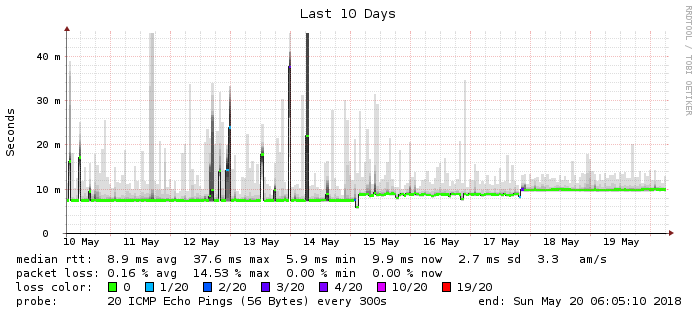 Last 10 Days
RRDTOOL / TOBI OETIKER
Seconds
40 m
30 m
20 m
10 m
0
10 May 11 May 12 May 13 May 14 May 15 May 16 May 17 May 18 May 19 May
median rtt: 8.9 ms avg 37.6 ms max 5.9 ms min 9.9 ms now 2.7 ms sd 3.3 am/s
packet loss: 0.16 % avg 14.53 % max 0.00 % min 0.00 % now
loss color: 0 1/20 2/20 3/20 4/20 10/20 19/20
probe: 20 ICMP Echo Pings (56 Bytes) every 300s end: Sun May 20 06:05:10 2018